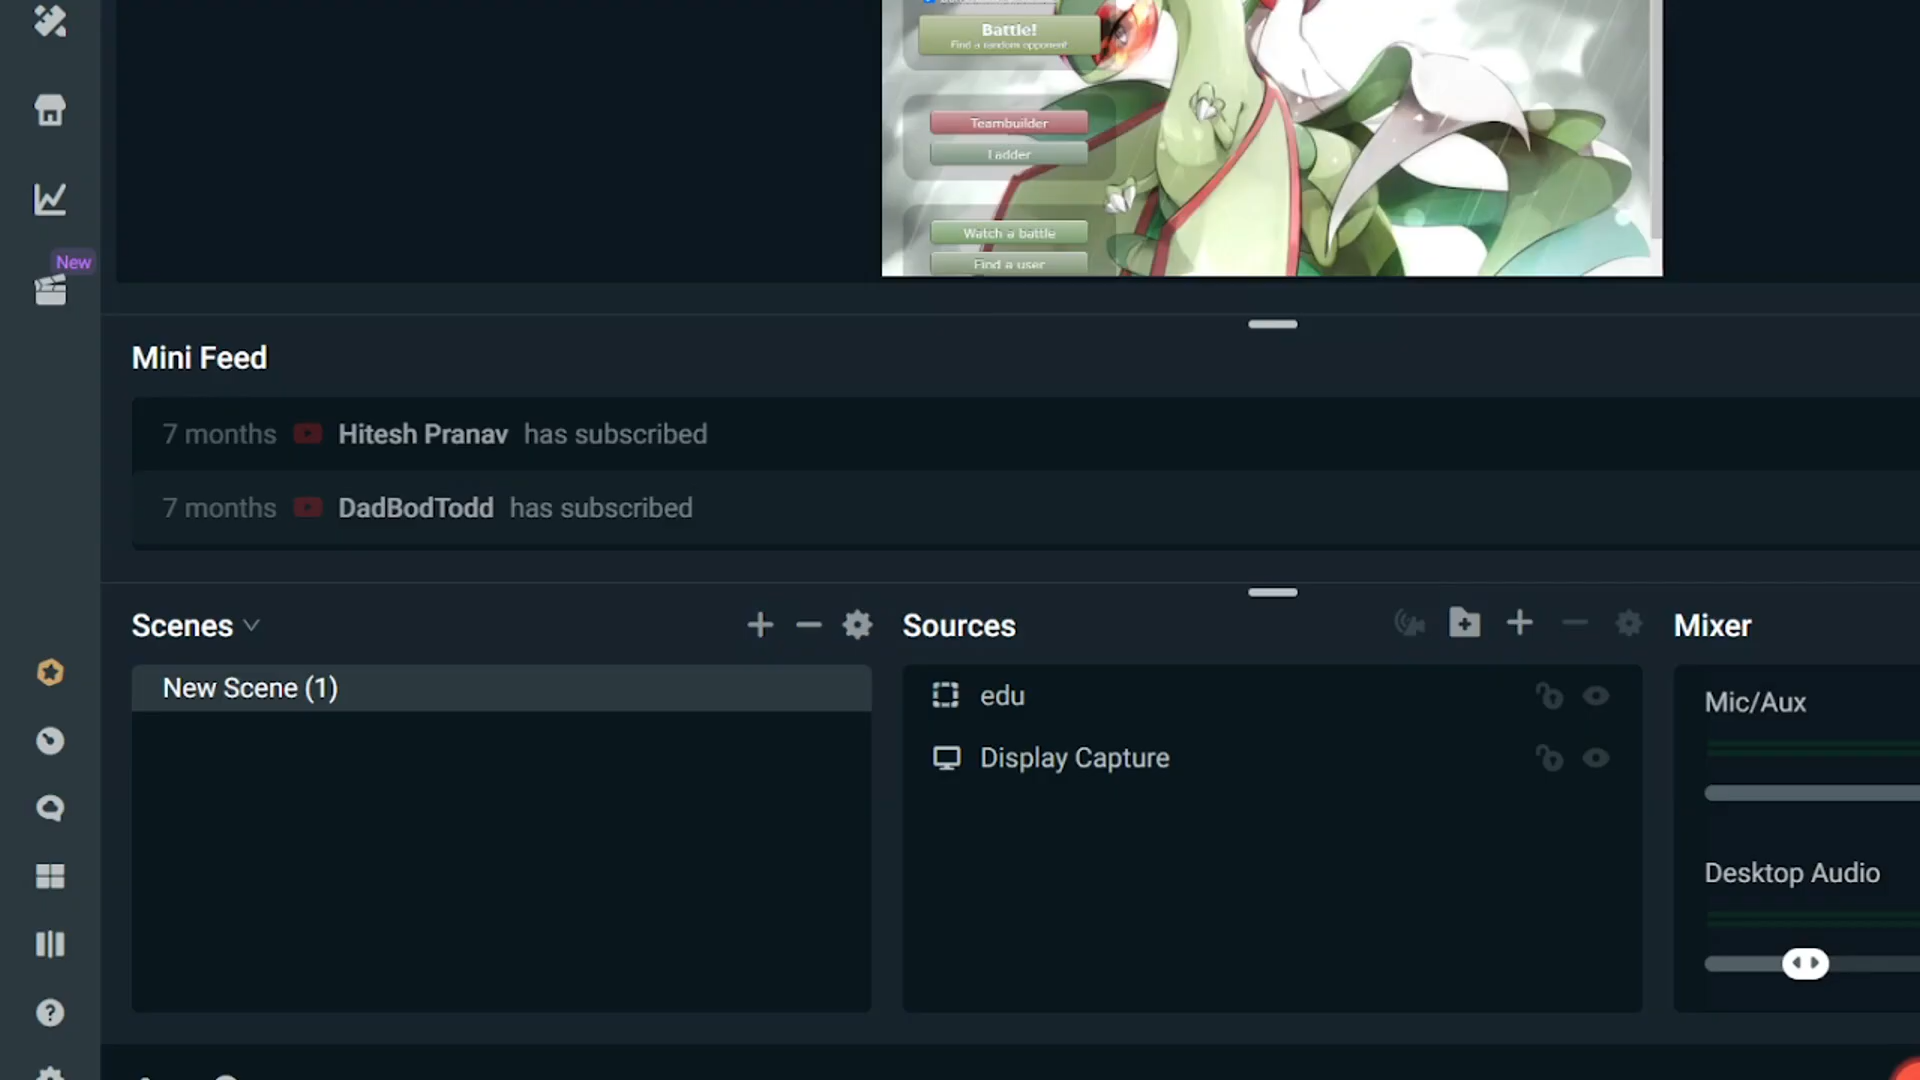 Battle!
Find a random opponent
Teambuilder
Ladder
Watch a battle
Find a user
New
Mini Feed
7 months Hitesh Pranav has subscribed
7 months DadBodTodd has subscribed
Scenes
New Scene (1)
Sources
edu
Display Capture
Mixer
Mic/Aux
Desktop Audio